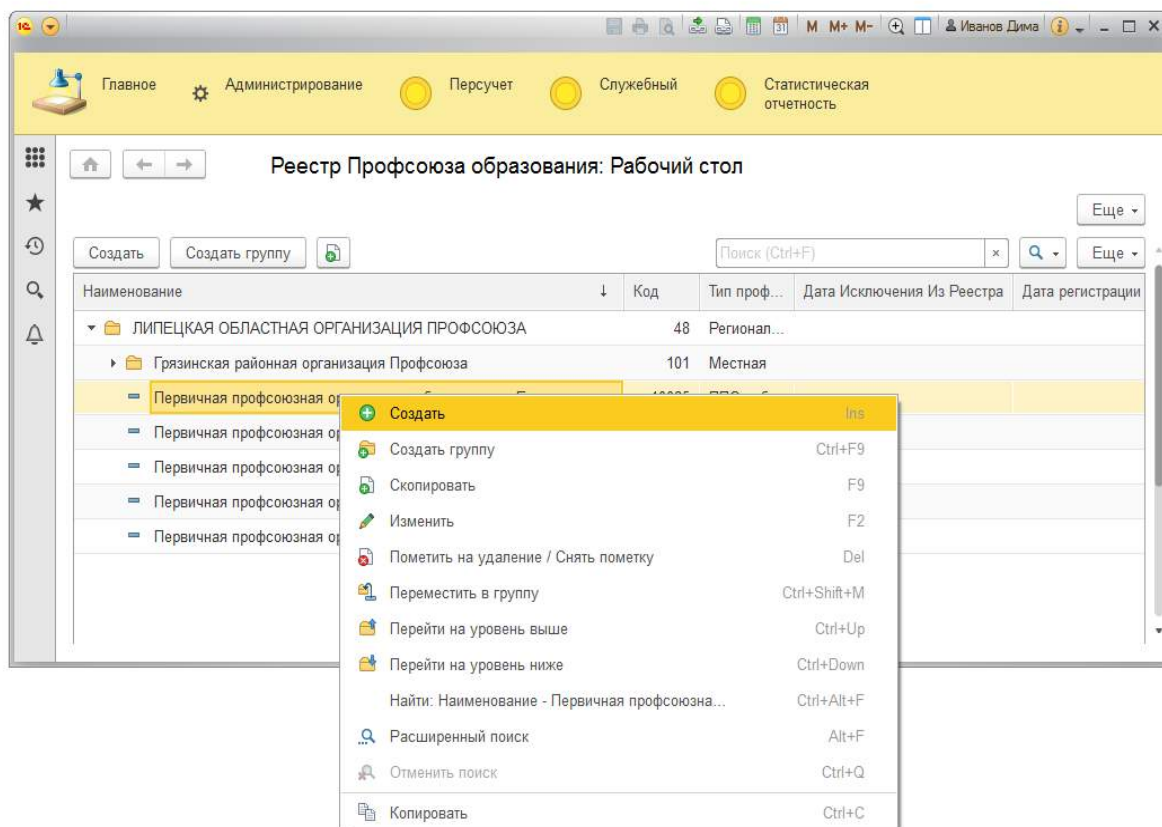 1С M M+ M- 31 Иванов Дима
Главное Администрирование Персучет Служебный Статистическая
отчетность
Реестр Профсоюза образования: Рабочий стол
Еще
Создать Создать группу Поиск (Ctrl+F) × Еще
Наименование ↓ Код Тип проф... Дата Исключения Из Реестра Дата регистрации
ЛИПЕЦКАЯ ОБЛАСТНАЯ ОРГАНИЗАЦИЯ ПРОФСОЮЗА 48 Регионал...
Грязинская районная организация Профсоюза 101 Местная
Первичная профсоюзная
Первичная профсоюзная
Первичная профсоюзная
Первичная профсоюзная
Первичная профсоюзная
Создать Ins
Создать группу Ctrl+F9
Скопировать F9
Изменить F2
Пометить на удаление / Снять пометку Del
Переместить в группу Ctrl+Shift+M
Перейти на уровень выше Ctrl+Up
Перейти на уровень ниже Ctrl+Down
Найти: Наименование - Первичная профсоюзна... Ctrl+Alt+F
Расширенный поиск Alt+F
Отменить поиск Ctrl+Q
Копировать Ctrl+C